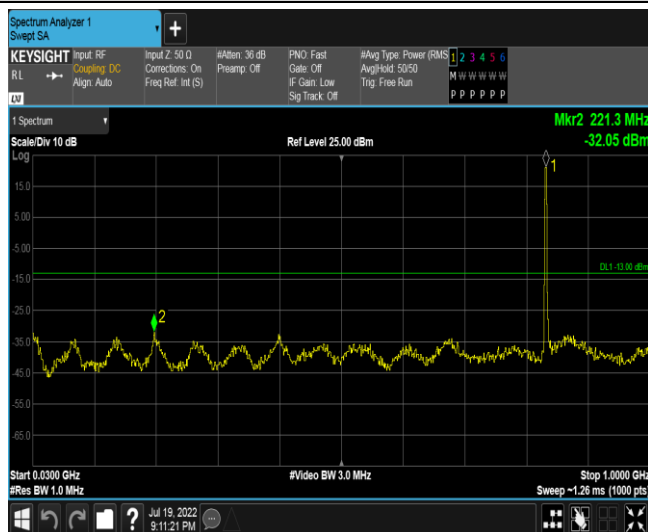 Spectrum Analyzer 1
Swept SA
+
KEYSIGHT Input: RF Input Z: 50 Ω #Atten: 36 dB PNO: Fast #Avg Type: Power (RMS 1 2 3 4 5 6
RL Coupling: DC Corrections: On Preamp: Off Gate: Off Avg|Hold: 50/50 M W W W W W
Align: Auto Freq Ref: Int (S) IF Gain: Low Trig: Free Run
Sig Track: Off P P P P P P
LXI
1 Spectrum
Mkr2 221.3 MHz
Scale/Div 10 dB Ref Level 25.00 dBm -32.05 dBm
Log
1
15.0
5.00
-5.00
DL1 -13.00 dBm
-15.0
-25.0
2
-35.0
-45.0
-55.0
-65.0
Start 0.0300 GHz #Video BW 3.0 MHz Stop 1.0000 GHz
#Res BW 1.0 MHz Sweep ~1.26 ms (1000 pts)
? Jul 19, 2022
9:11:21 PM